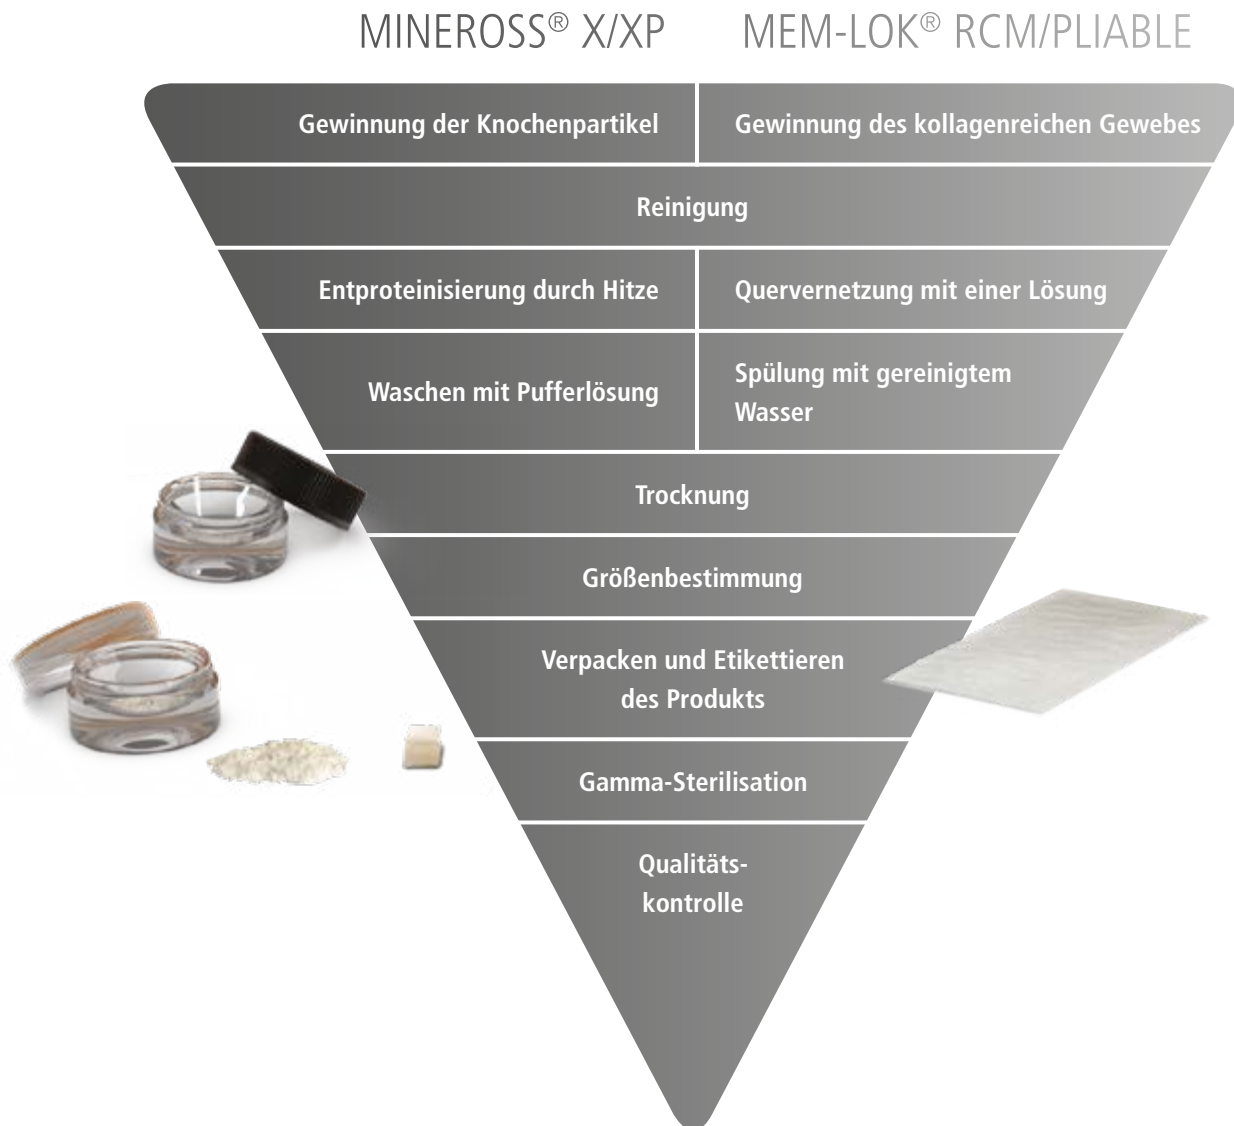 MINEROSS® X/XP MEM-LOK® RCM/PLIABLE
Gewinnung der Knochenpartikel Gewinnung des kollagenreichen Gewebes
Reinigung
Entproteinisierung durch Hitze Quervernetzung mit einer Lösung
Waschen mit Pufferlösung
Spülung mit gereinigtem
Wasser
Trocknung
Größenbestimmung
Verpacken und Etikettieren
des Produkts
Gamma-Sterilisation
Qualitäts-
kontrolle